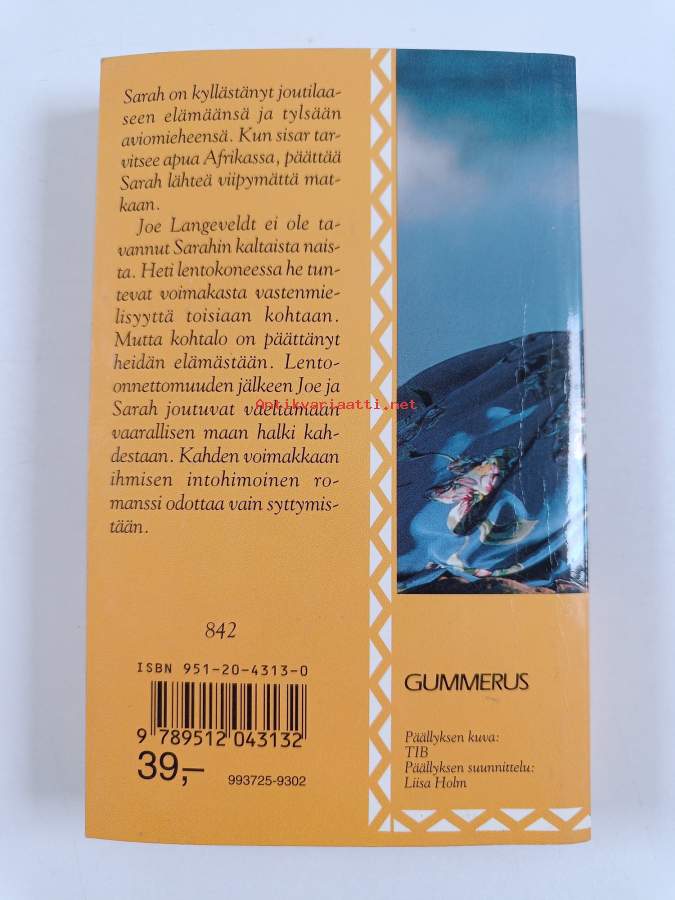 Sarah on kyllästänyt joutilaa-
seen elämäänsä ja tylsään
aviomieheensä. Kun sisar tar-
vitsee apua Afrikassa, päättää
Sarah lähteä viipymättä mat-
kaan.
Joe Langeveldt ei ole ta-
vannut Sarahin kaltaista nais-
ta. Heti lentokoneessa he tun-
tevat voimakasta vastenmie-
lisyyttä toisiaan kohtaan.
Mutta kohtalo on päättänyt
heidän elämästään. Lento-
onnettomuuden jälkeen Joe ja
Sarah joutuvat vaeltamaan
vaarallisen maan halki kah-
destaan. Kahden voimakkaan
ihmisen intohimoinen ro-
manssi odottaa vain syttymis-
tään.
Antikvariaatti.net
842
ISBN 951-20-4313-0
9 789512 043132
39,–
993725-9302
GUMMERUS
Päällyksen kuva:
TIB
Päällyksen suunnittelu:
Liisa Holm